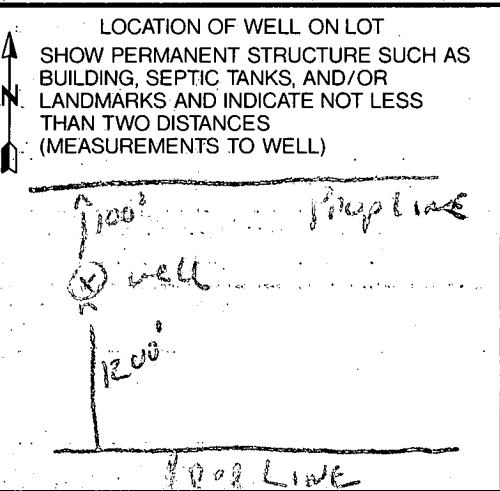 LOCATION OF WELL ON LOT
SHOW PERMANENT STRUCTURE SUCH AS
BUILDING, SEPTIC TANKS, AND/OR
N LANDMARKS AND INDICATE NOT LESS
THAN TWO DISTANCES
(MEASUREMENTS TO WELL)
100' Prop Line
X well
1200'
Prop LINE